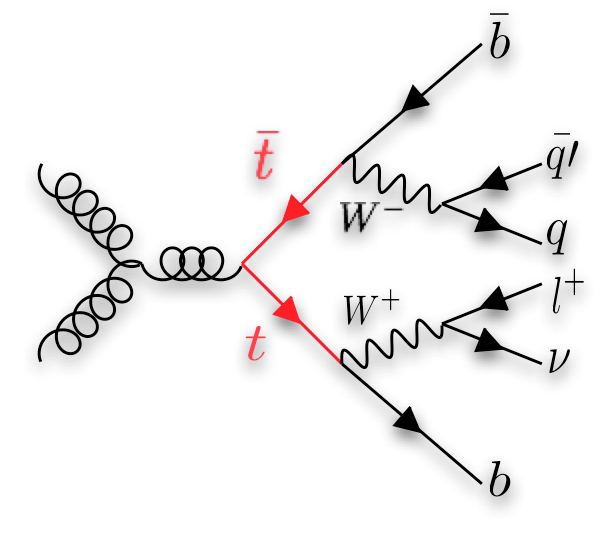 b̄
t̄
q̄′
W⁻
q
W⁺
l⁺
t
ν
b